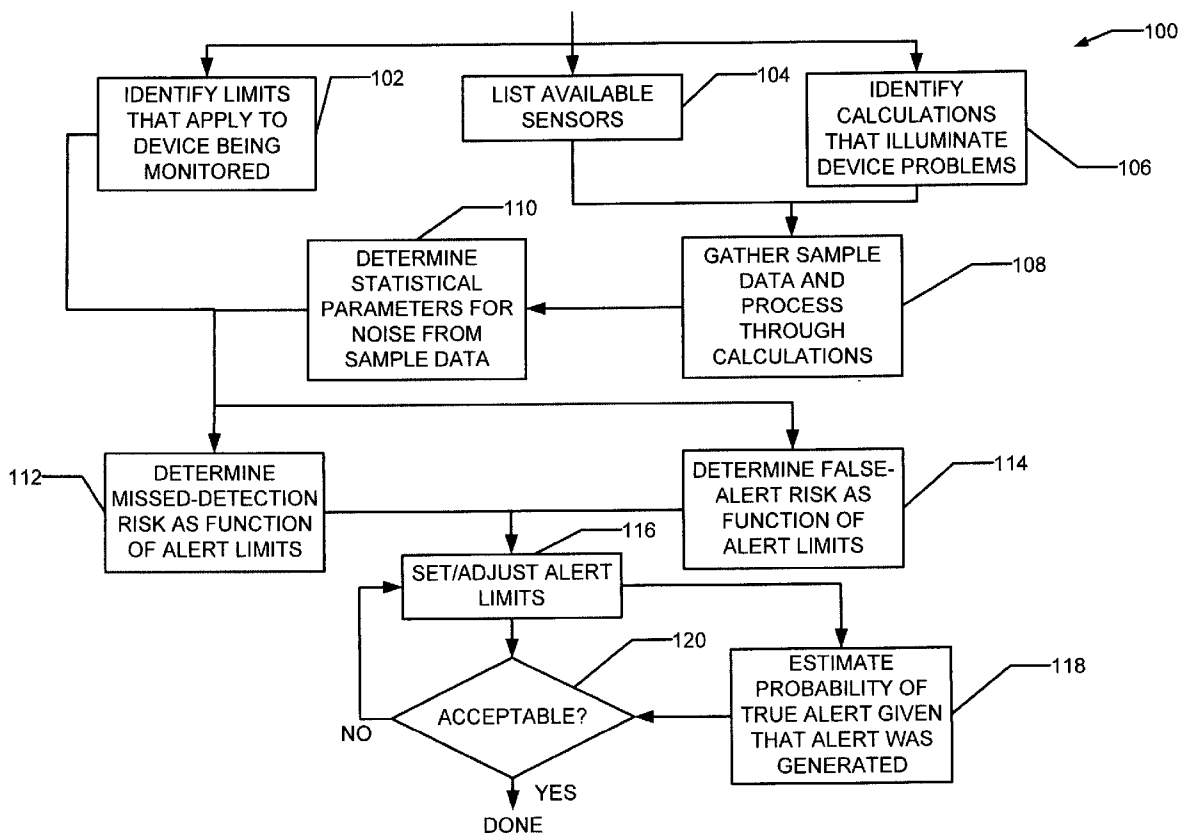 100
102
IDENTIFY LIMITS
THAT APPLY TO
DEVICE BEING
MONITORED
104
LIST AVAILABLE
SENSORS
IDENTIFY
CALCULATIONS
THAT ILLUMINATE
DEVICE PROBLEMS
106
110
DETERMINE
STATISTICAL
PARAMETERS FOR
NOISE FROM
SAMPLE DATA
GATHER SAMPLE
DATA AND
PROCESS
THROUGH
CALCULATIONS
108
112
DETERMINE
MISSED-DETECTION
RISK AS FUNCTION
OF ALERT LIMITS
DETERMINE FALSE-
ALERT RISK AS
FUNCTION OF
ALERT LIMITS
114
116
SET/ADJUST ALERT
LIMITS
120
ACCEPTABLE?
NO
ESTIMATE
PROBABILITY OF
TRUE ALERT GIVEN
THAT ALERT WAS
GENERATED
118
YES
DONE